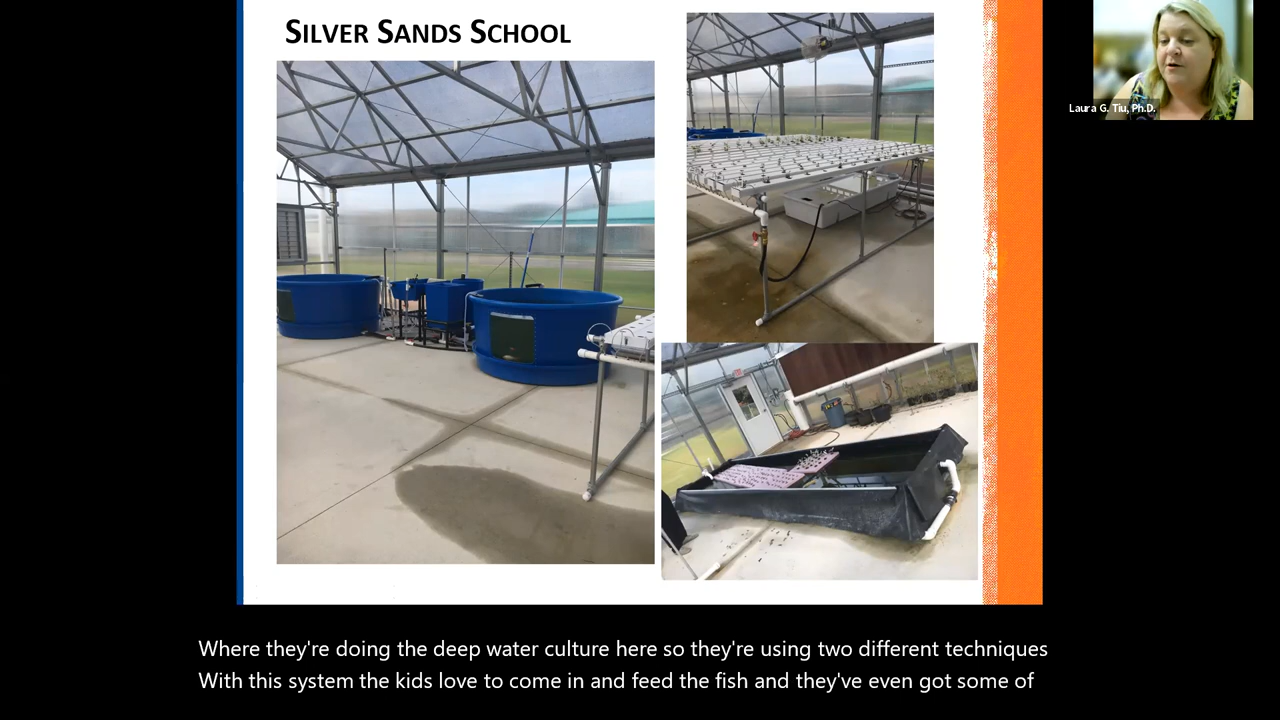 SILVER SANDS SCHOOL
Laura G. Tiu, Ph.D.
Where they're doing the deep water culture here so they're using two different techniques
With this system the kids love to come in and feed the fish and they've even got some of